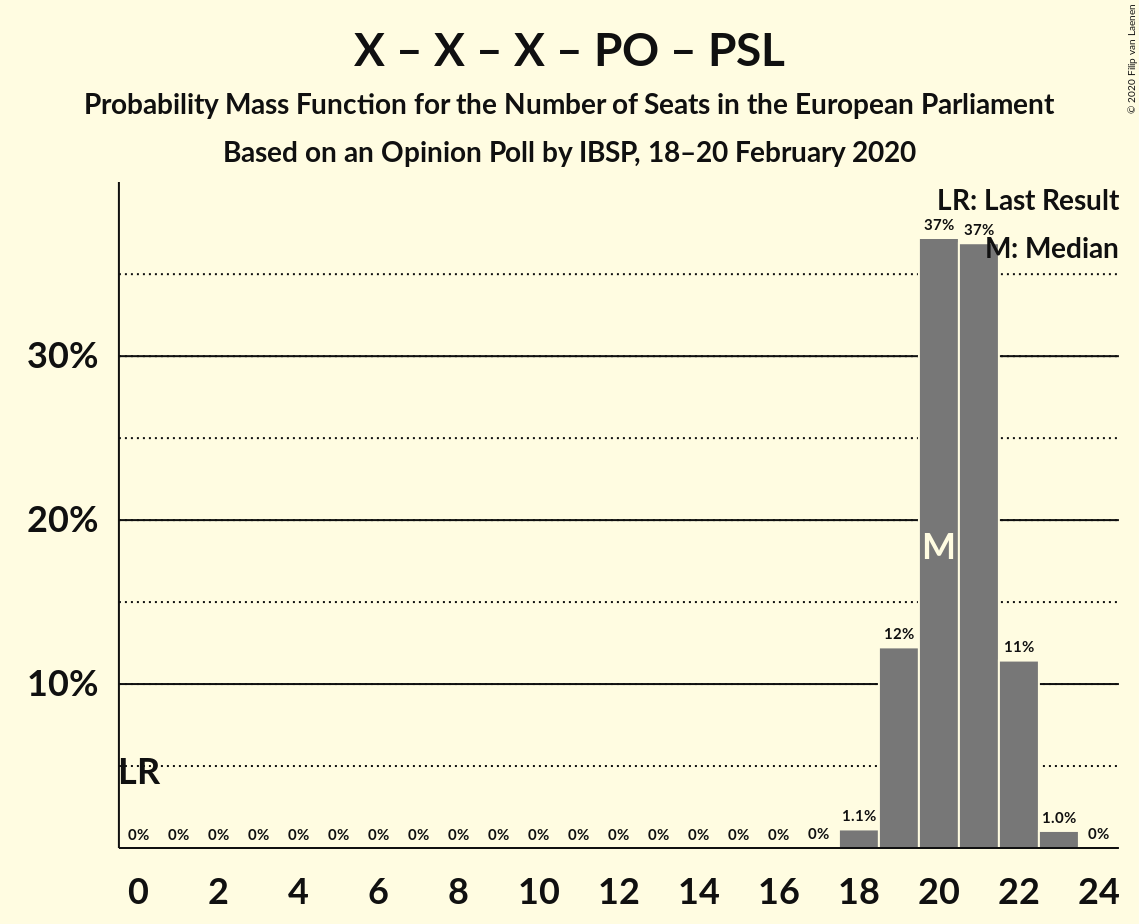 X – X – X – PO – PSL
Probability Mass Function for the Number of Seats in the European Parliament
Based on an Opinion Poll by IBSP, 18–20 February 2020
© 2020 Filip van Laenen
LR: Last Result
M: Median
37% 37%
30%
20%
M
12% 11%
10%
LR
1.1% 1.0%
0% 0% 0% 0% 0% 0% 0% 0% 0% 0% 0% 0% 0% 0% 0% 0% 0% 0% 0%
0 2 4 6 8 10 12 14 16 18 20 22 24